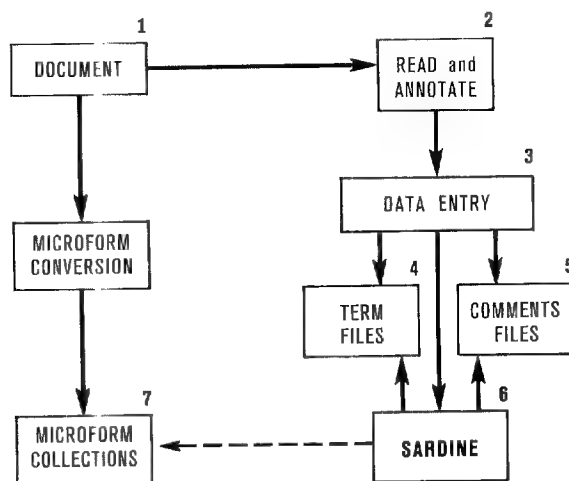 1
DOCUMENT
2
READ and
ANNOTATE
3
DATA ENTRY
MICROFORM
CONVERSION
4
TERM
FILES
5
COMMENTS
FILES
7
MICROFORM
COLLECTIONS
6
SARDINE